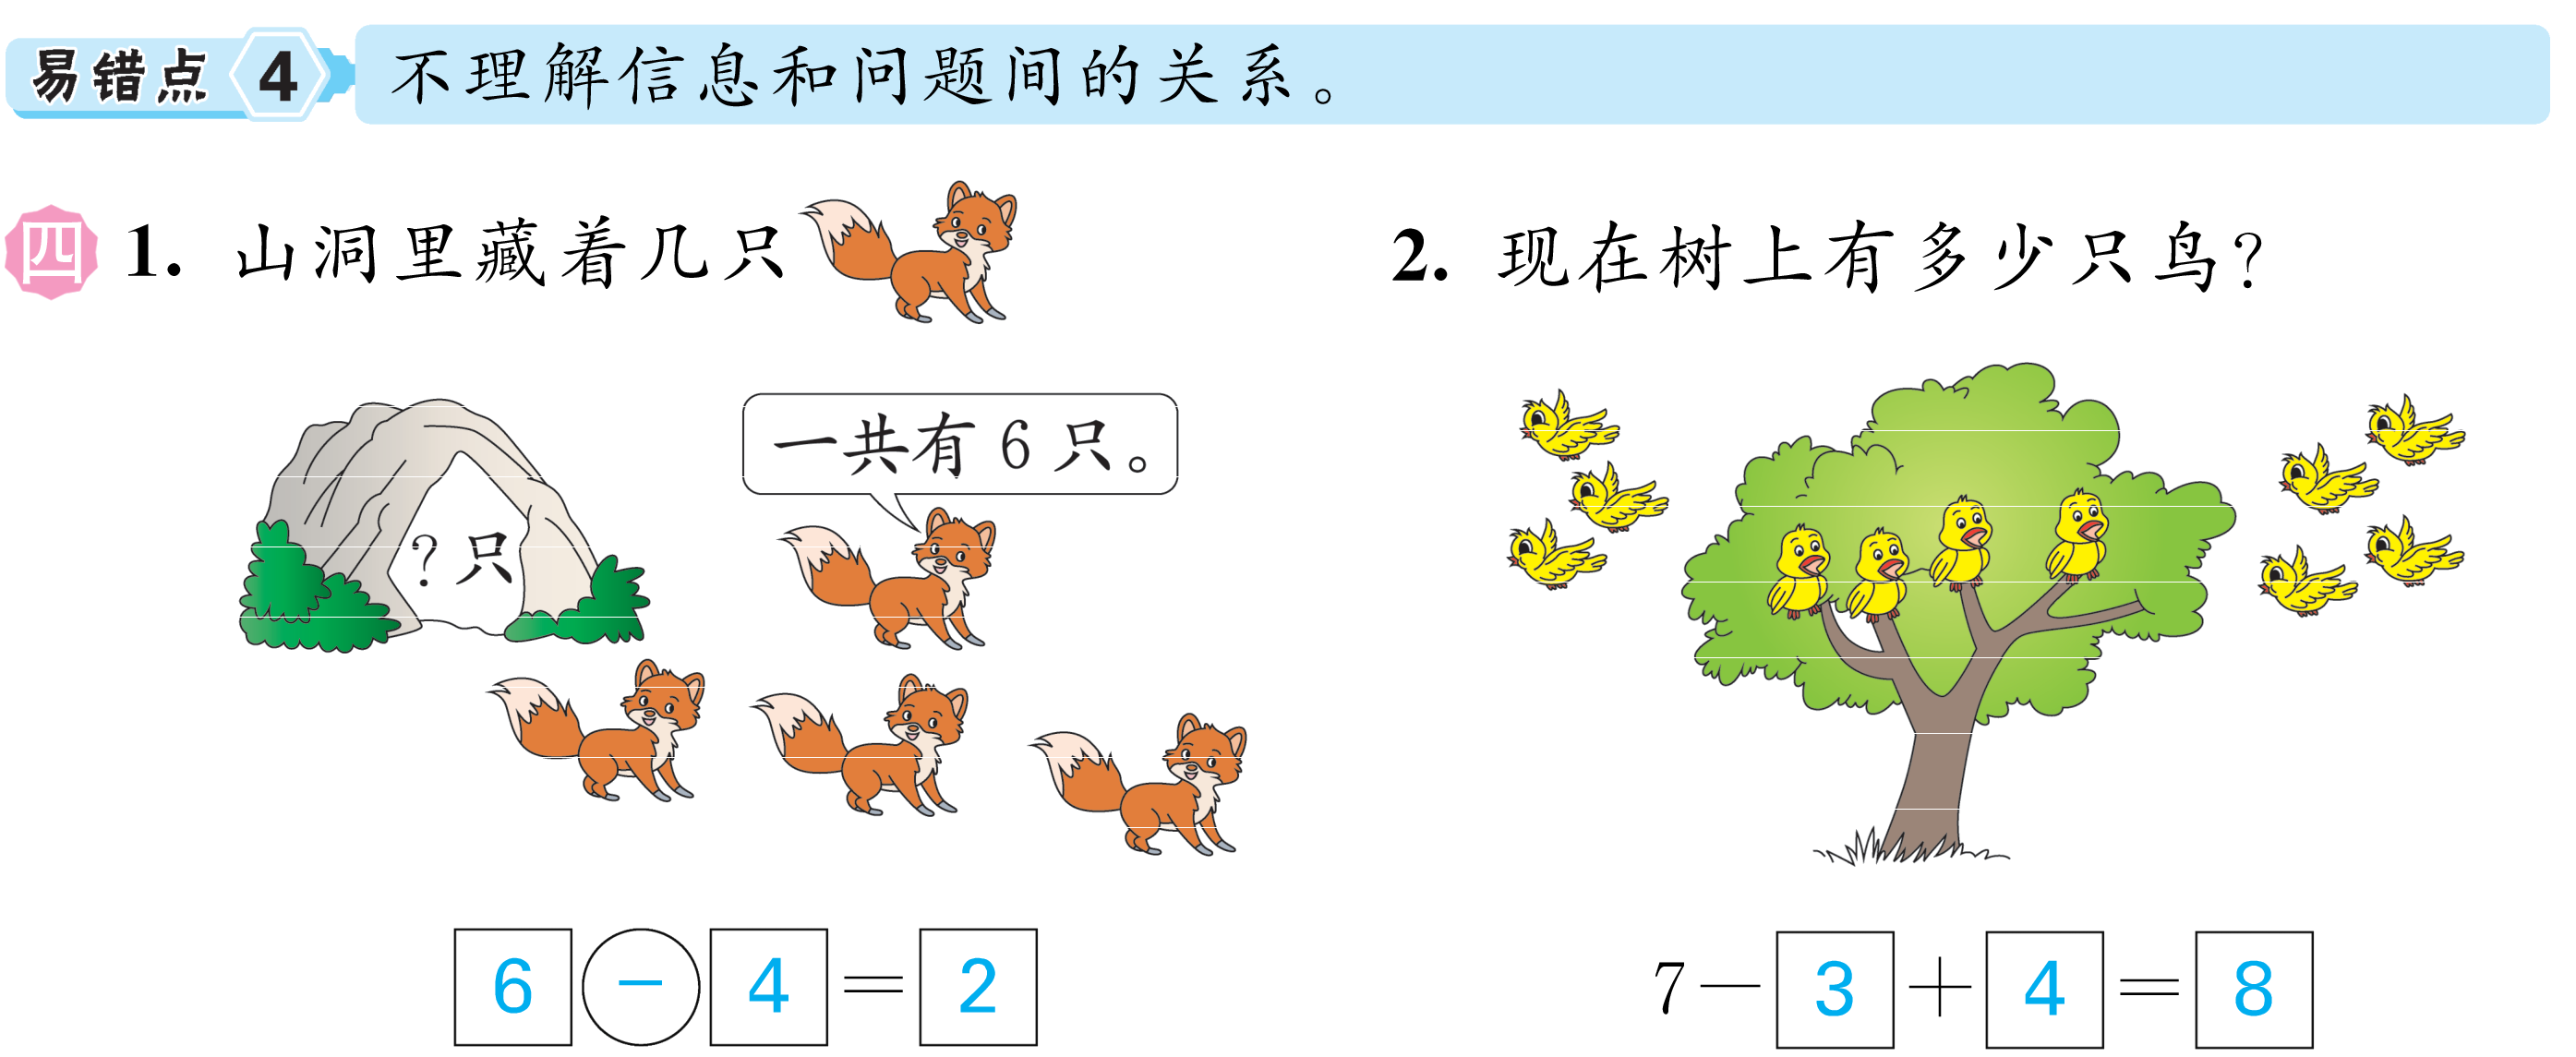 易错点 4 不理解信息和问题间的关系。
四 1. 山洞里藏着几只
一共有 6 只。
? 只
6 - 4 = 2
2. 现在树上有多少只鸟?
7 - 3 + 4 = 8